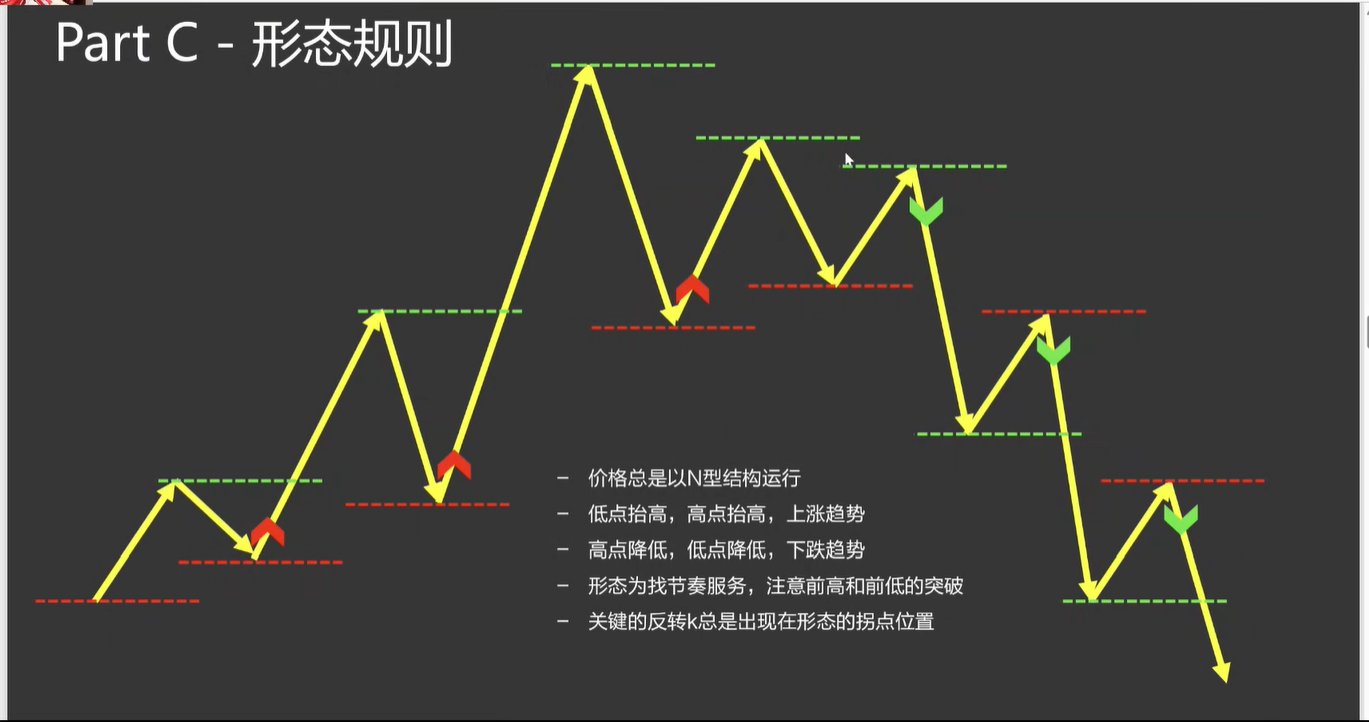 Part C - 形态规则
- 价格总是以N型结构运行
- 低点抬高，高点抬高，上涨趋势
- 高点降低，低点降低，下跌趋势
- 形态为找节奏服务，注意前高和前低的突破
- 关键的反转k总是出现在形态的拐点位置